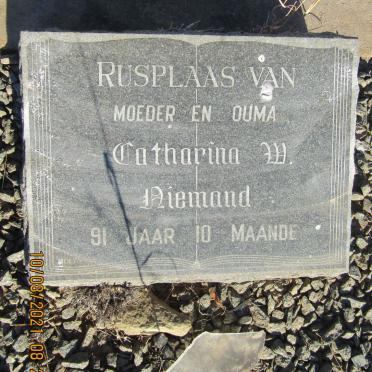 RUSPLAAS VAN
MOEDER EN OUMA
Catharina W.
Niemand
91 JAAR 10 MAANDE